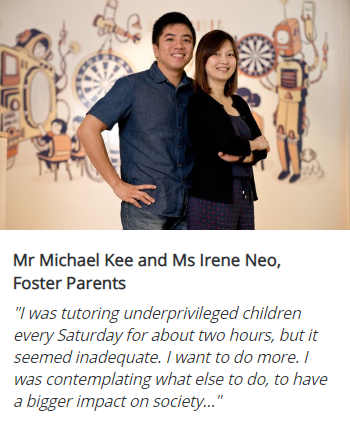 Mr Michael Kee and Ms Irene Neo,
Foster Parents
"I was tutoring underprivileged children
every Saturday for about two hours, but it
seemed inadequate. I want to do more. I
was contemplating what else to do, to have
a bigger impact on society..."